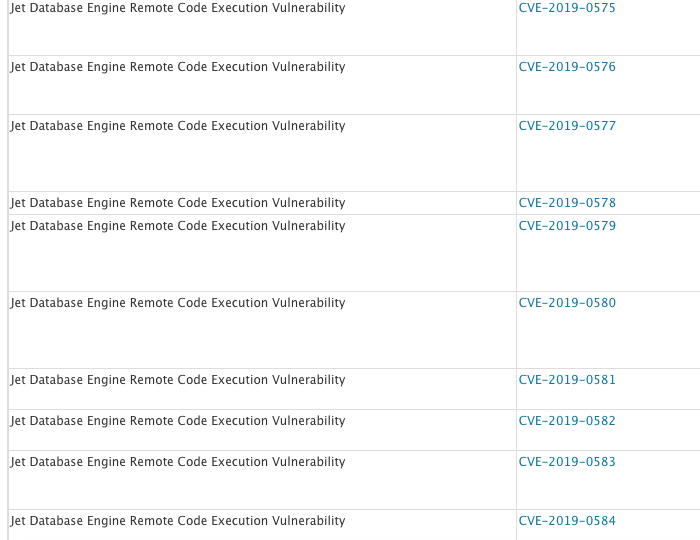 Jet Database Engine Remote Code Execution Vulnerability CVE-2019-0575
Jet Database Engine Remote Code Execution Vulnerability CVE-2019-0576
Jet Database Engine Remote Code Execution Vulnerability CVE-2019-0577
Jet Database Engine Remote Code Execution Vulnerability CVE-2019-0578
Jet Database Engine Remote Code Execution Vulnerability CVE-2019-0579
Jet Database Engine Remote Code Execution Vulnerability CVE-2019-0580
Jet Database Engine Remote Code Execution Vulnerability CVE-2019-0581
Jet Database Engine Remote Code Execution Vulnerability CVE-2019-0582
Jet Database Engine Remote Code Execution Vulnerability CVE-2019-0583
Jet Database Engine Remote Code Execution Vulnerability CVE-2019-0584